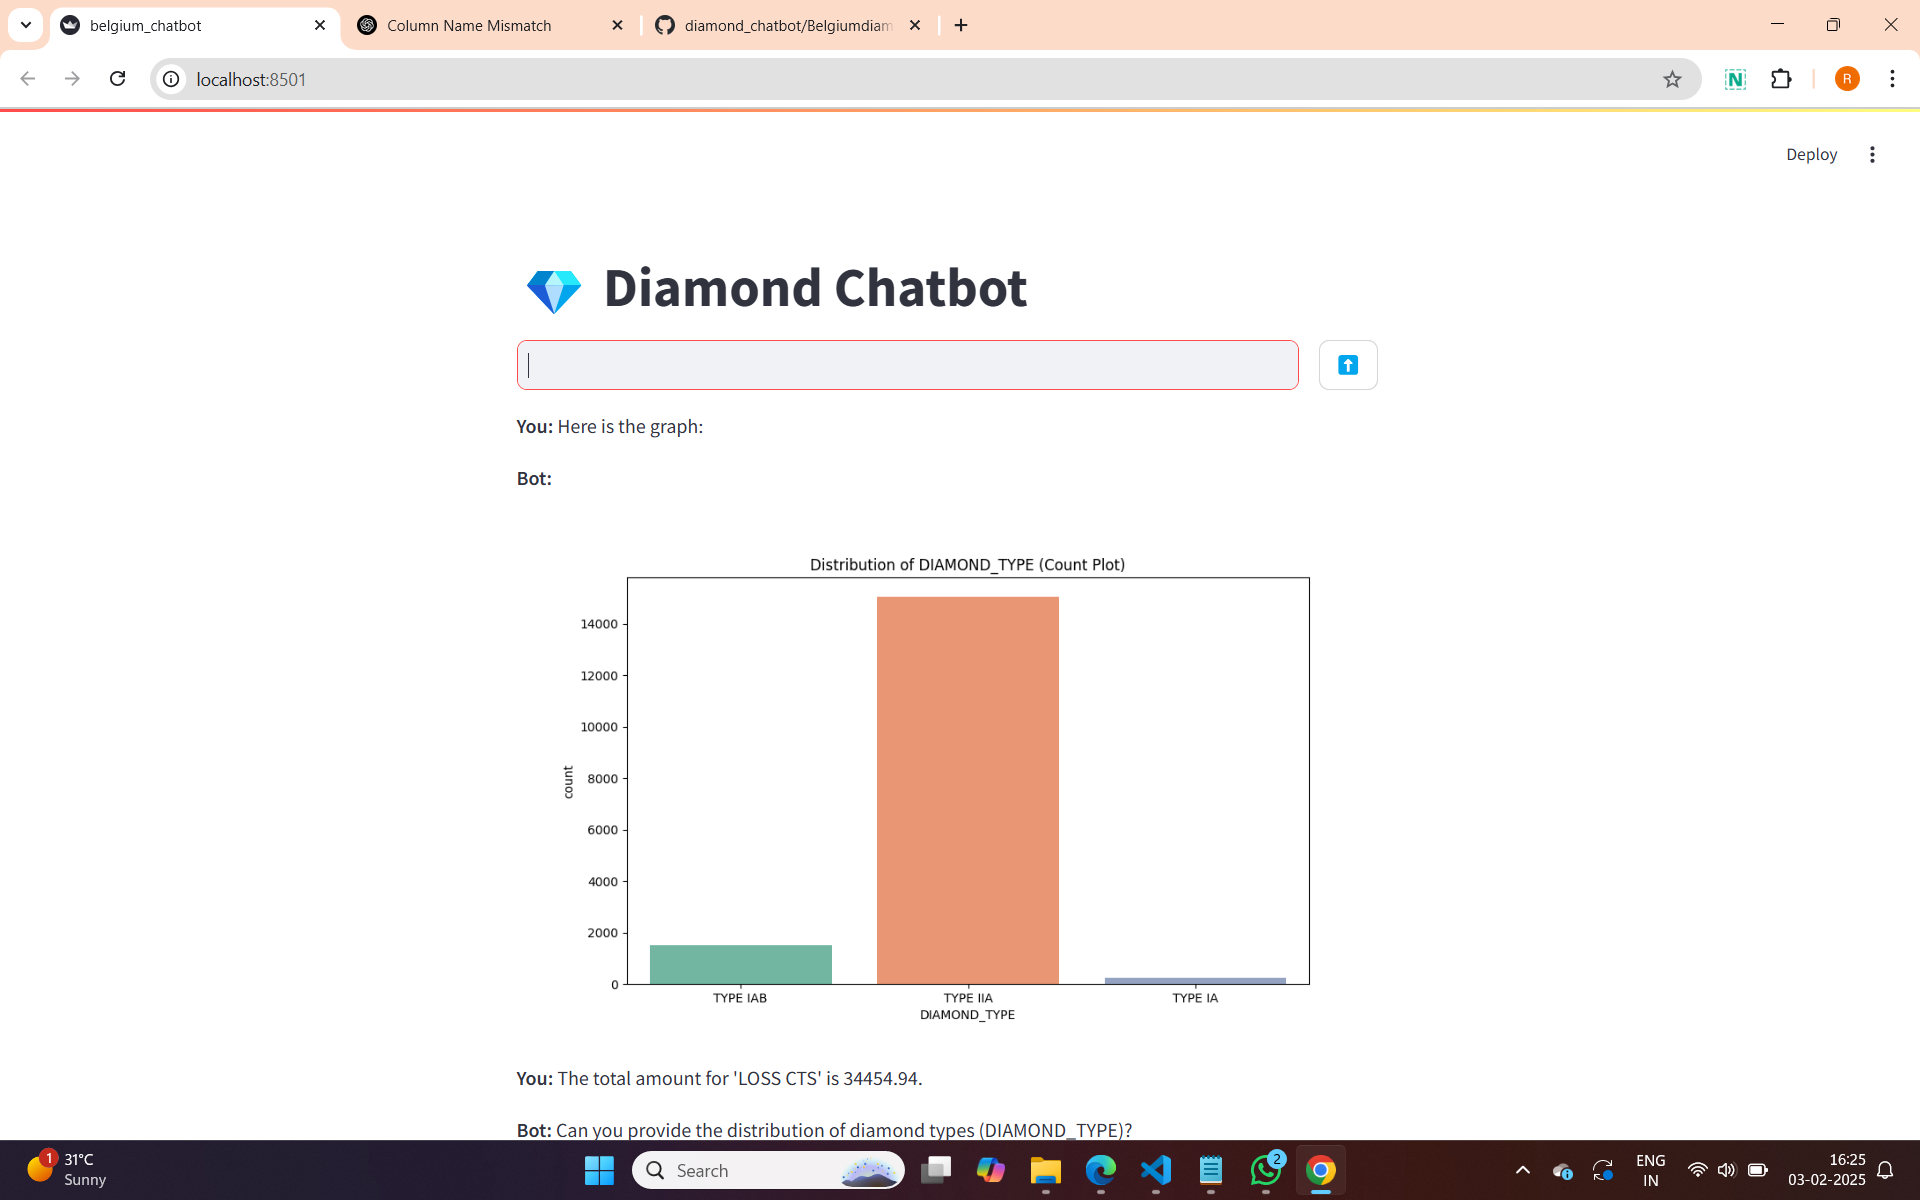 belgium_chatbot
Column Name Mismatch
diamond_chatbot/Belgiumdiam
localhost:8501
N
R
Deploy
Diamond Chatbot
You: Here is the graph:
Bot:
Distribution of DIAMOND_TYPE (Count Plot)
14000
12000
10000
8000
6000
4000
2000
0
count
TYPE IAB
TYPE IIA
TYPE IA
DIAMOND_TYPE
You: The total amount for 'LOSS CTS' is 34454.94.
Bot: Can you provide the distribution of diamond types (DIAMOND_TYPE)?
1
31°C
Sunny
Search
2
ENG
IN
16:25
03-02-2025